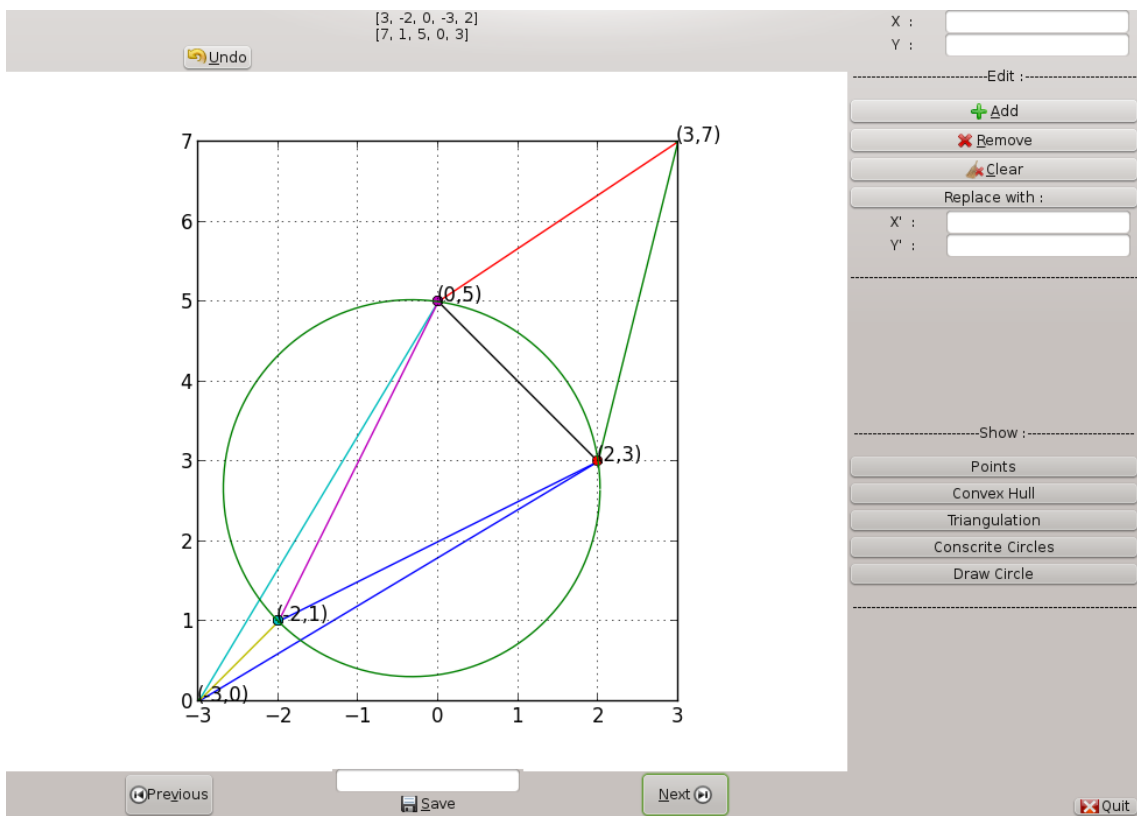 [3, -2, 0, -3, 2]
[7, 1, 5, 0, 3]
Undo
X :
Y :
Edit :
Add
Remove
Clear
Replace with :
X' :
Y' :
Show :
Points
Convex Hull
Triangulation
Conscrite Circles
Draw Circle
7
6
5
4
3
2
1
0
(3,7)
(0,5)
(2,3)
(-2,1)
(-3,0)
−3 −2 −1 0 1 2 3
Previous
Save
Next
Quit